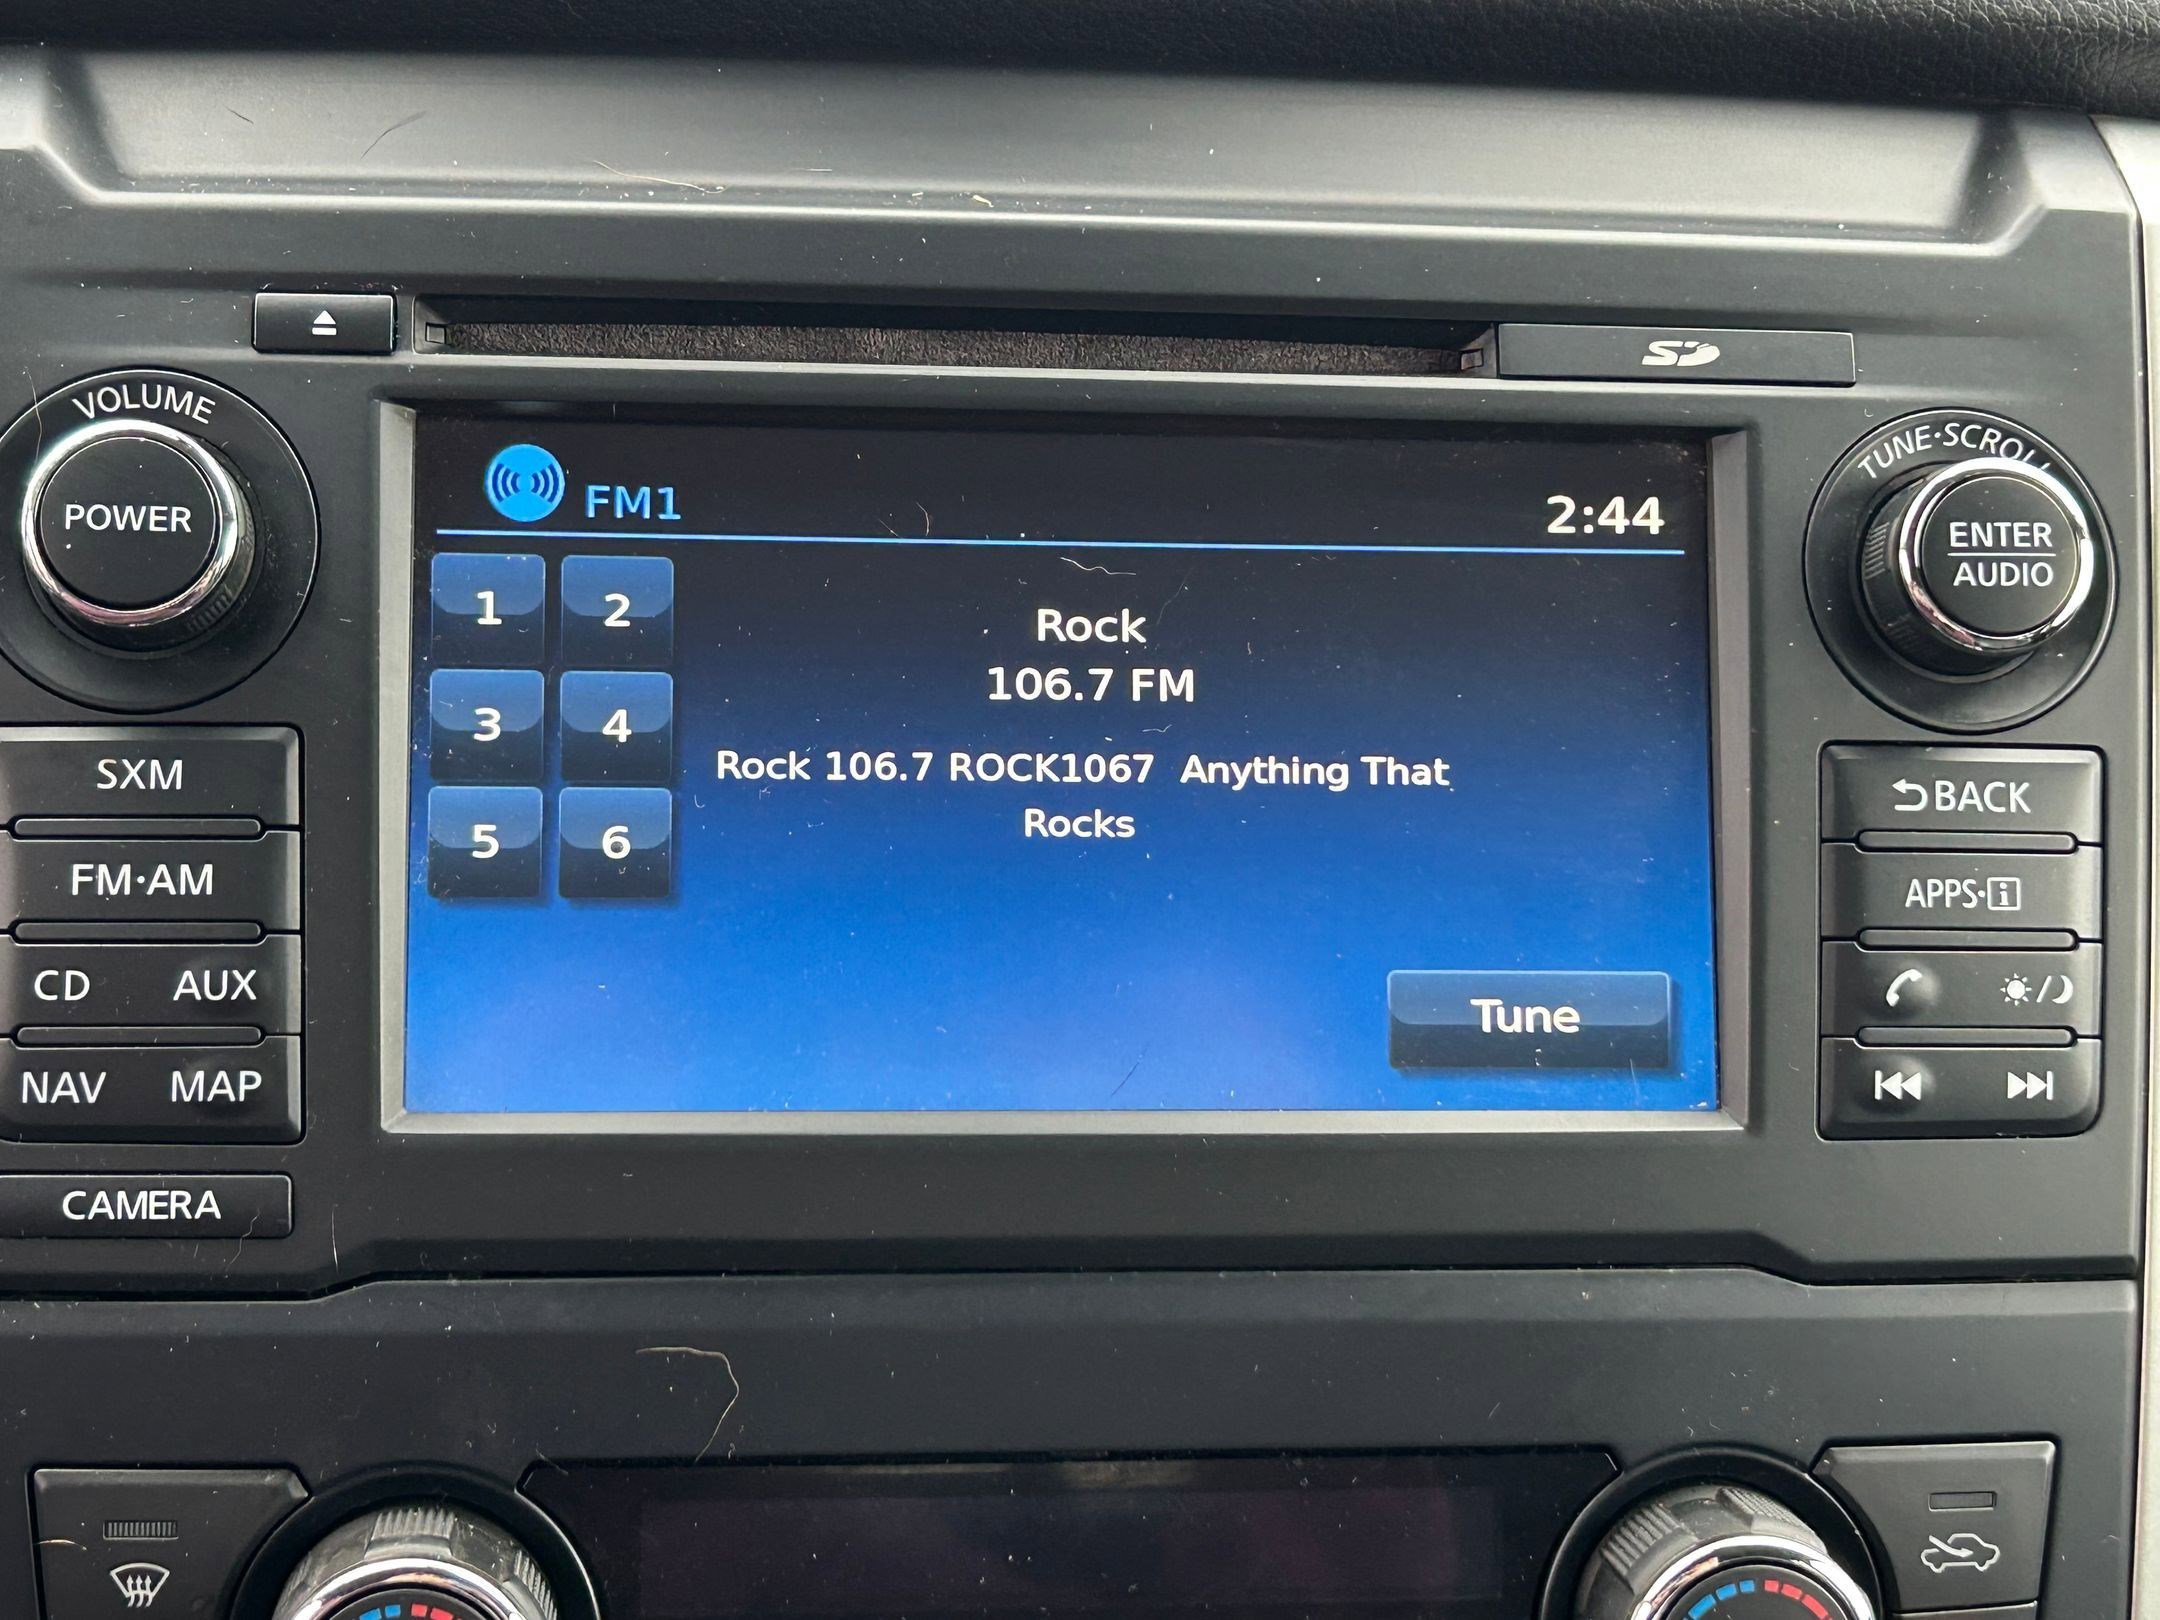 SD
VOLUME
POWER
TUNE·SCROLL
ENTER
AUDIO
FM1
2:44
1 2
3 4
5 6
Rock
106.7 FM
Rock 106.7 ROCK1067 Anything That
Rocks
Tune
SXM
FM·AM
CD AUX
NAV MAP
CAMERA
BACK
APPS·i